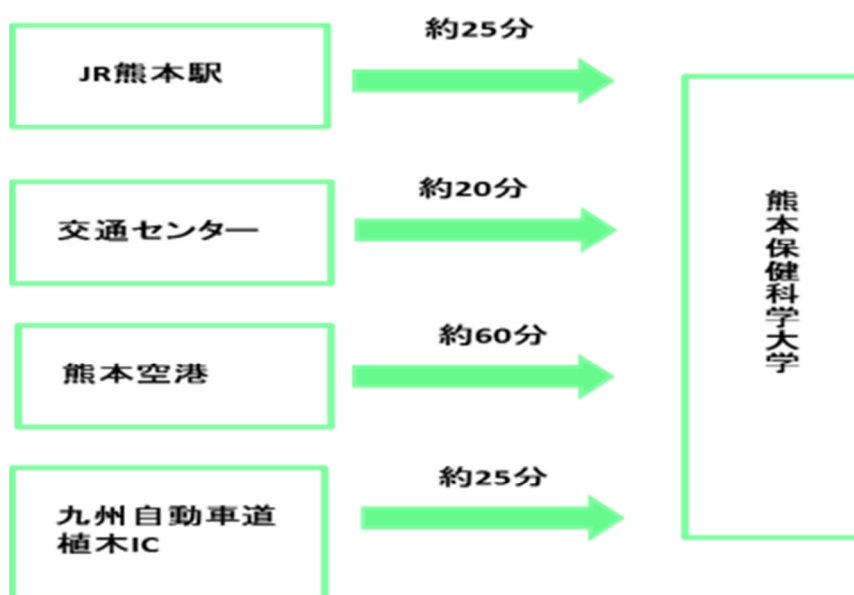 JR熊本駅
約25分
交通センター
約20分
熊本空港
約60分
九州自動車道
植木IC
約25分
熊本保健科学大学